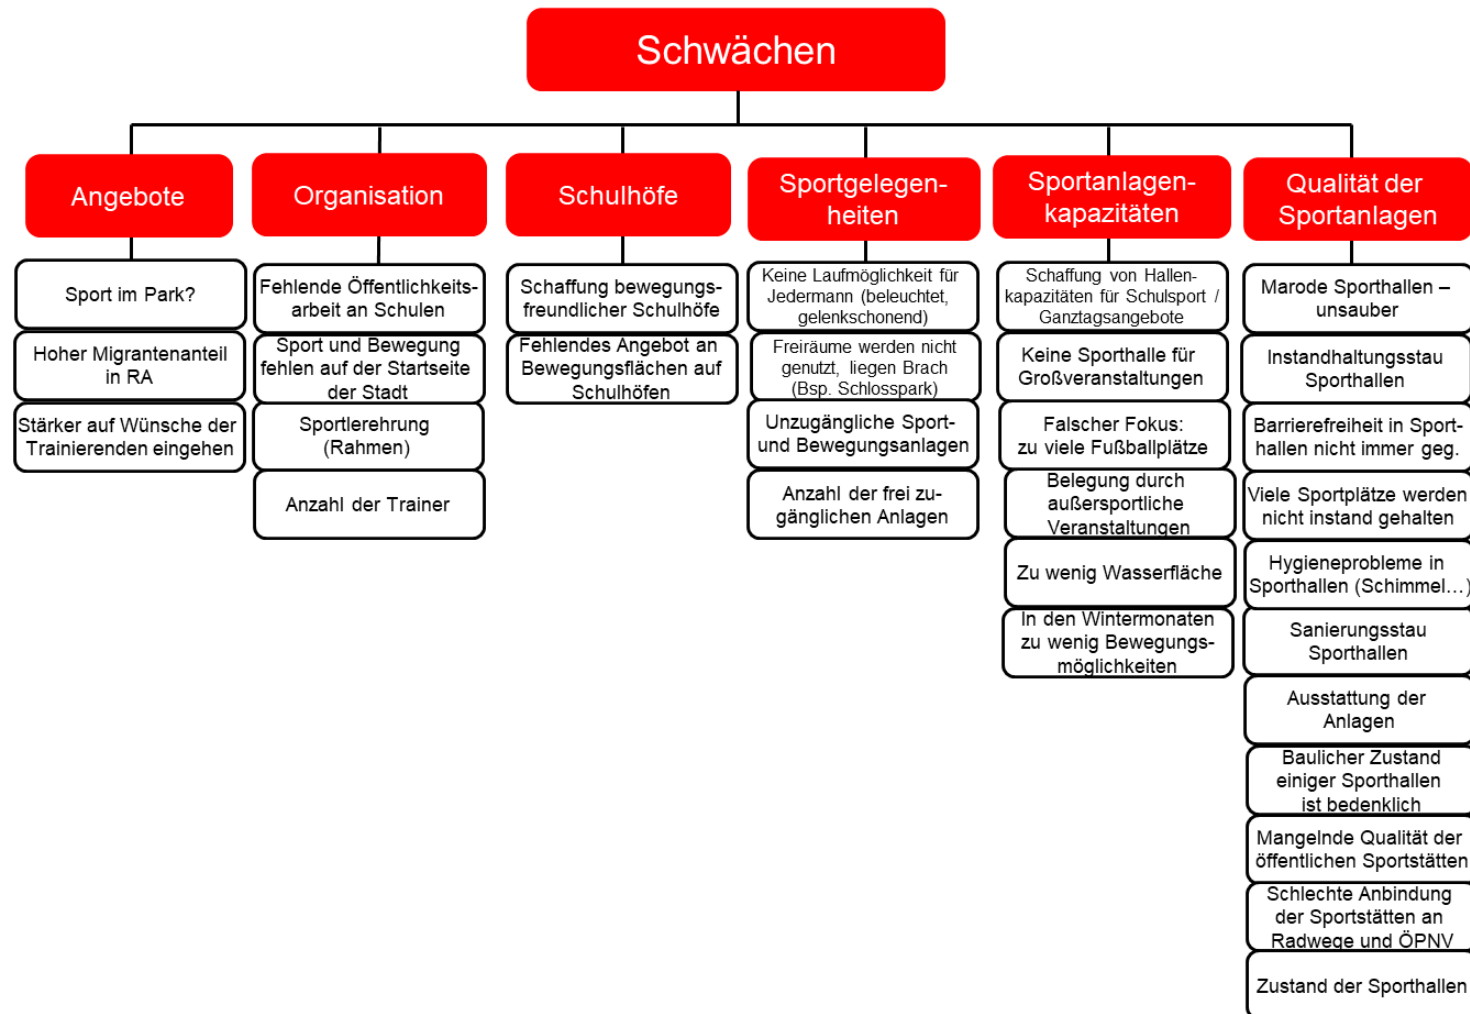 Schwächen
Angebote
Sport im Park?
Hoher Migrantenanteil
in RA
Stärker auf Wünsche der
Trainierenden eingehen
Organisation
Fehlende Öffentlichkeits-
arbeit an Schulen
Sport und Bewegung
fehlen auf der Startseite
der Stadt
Sportlerehrung
(Rahmen)
Anzahl der Trainer
Schulhöfe
Schaffung bewegungs-
freundlicher Schulhöfe
Fehlendes Angebot an
Bewegungsflächen auf
Schulhöfen
Sportgelegen-
heiten
Keine Laufmöglichkeit für
Jedermann (beleuchtet,
gelenkschonend)
Freiräume werden nicht
genutzt, liegen Brach
(Bsp. Schlosspark)
Unzugängliche Sport-
und Bewegungsanlagen
Anzahl der frei zu-
gänglichen Anlagen
Sportanlagen-
kapazitäten
Schaffung von Hallen-
kapazitäten für Schulsport /
Ganztagsangebote
Keine Sporthalle für
Großveranstaltungen
Falscher Fokus:
zu viele Fußballplätze
Belegung durch
außersportliche
Veranstaltungen
Zu wenig Wasserfläche
In den Wintermonaten
zu wenig Bewegungs-
möglichkeiten
Qualität der
Sportanlagen
Marode Sporthallen –
unsauber
Instandhaltungsstau
Sporthallen
Barrierefreiheit in Sport-
hallen nicht immer geg.
Viele Sportplätze werden
nicht instand gehalten
Hygieneprobleme in
Sporthallen (Schimmel…)
Sanierungsstau
Sporthallen
Ausstattung der
Anlagen
Baulicher Zustand
einiger Sporthallen
ist bedenklich
Mangelnde Qualität der
öffentlichen Sportstätten
Schlechte Anbindung
der Sportstätten an
Radwege und ÖPNV
Zustand der Sporthallen